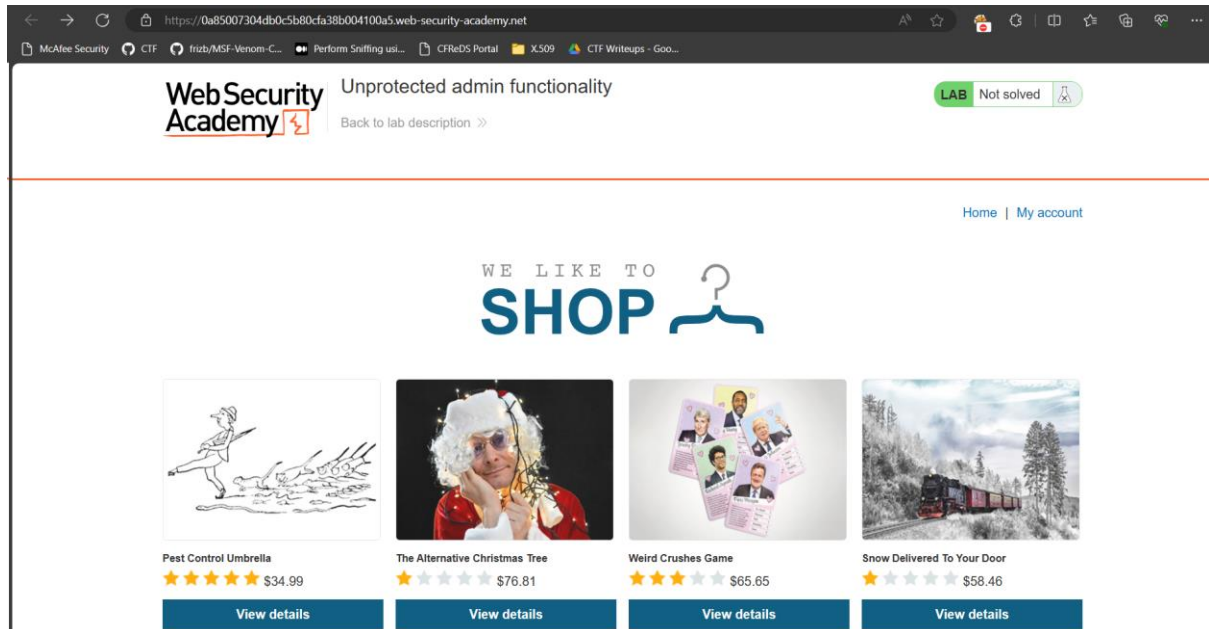 https://0a85007304db0c5b80cfa38b004100a5.web-security-academy.net
McAfee Security CTF frizb/MSF-Venom-C... Perform Sniffing usi... CFReDS Portal X.509 CTF Writeups - Goo...
Web Security Academy
Unprotected admin functionality
Back to lab description
LAB Not solved
Home | My account
WE LIKE TO
SHOP
Pest Control Umbrella
The Alternative Christmas Tree
Weird Crushes Game
Snow Delivered To Your Door
$34.99
$76.81
$65.65
$58.46
View details
View details
View details
View details